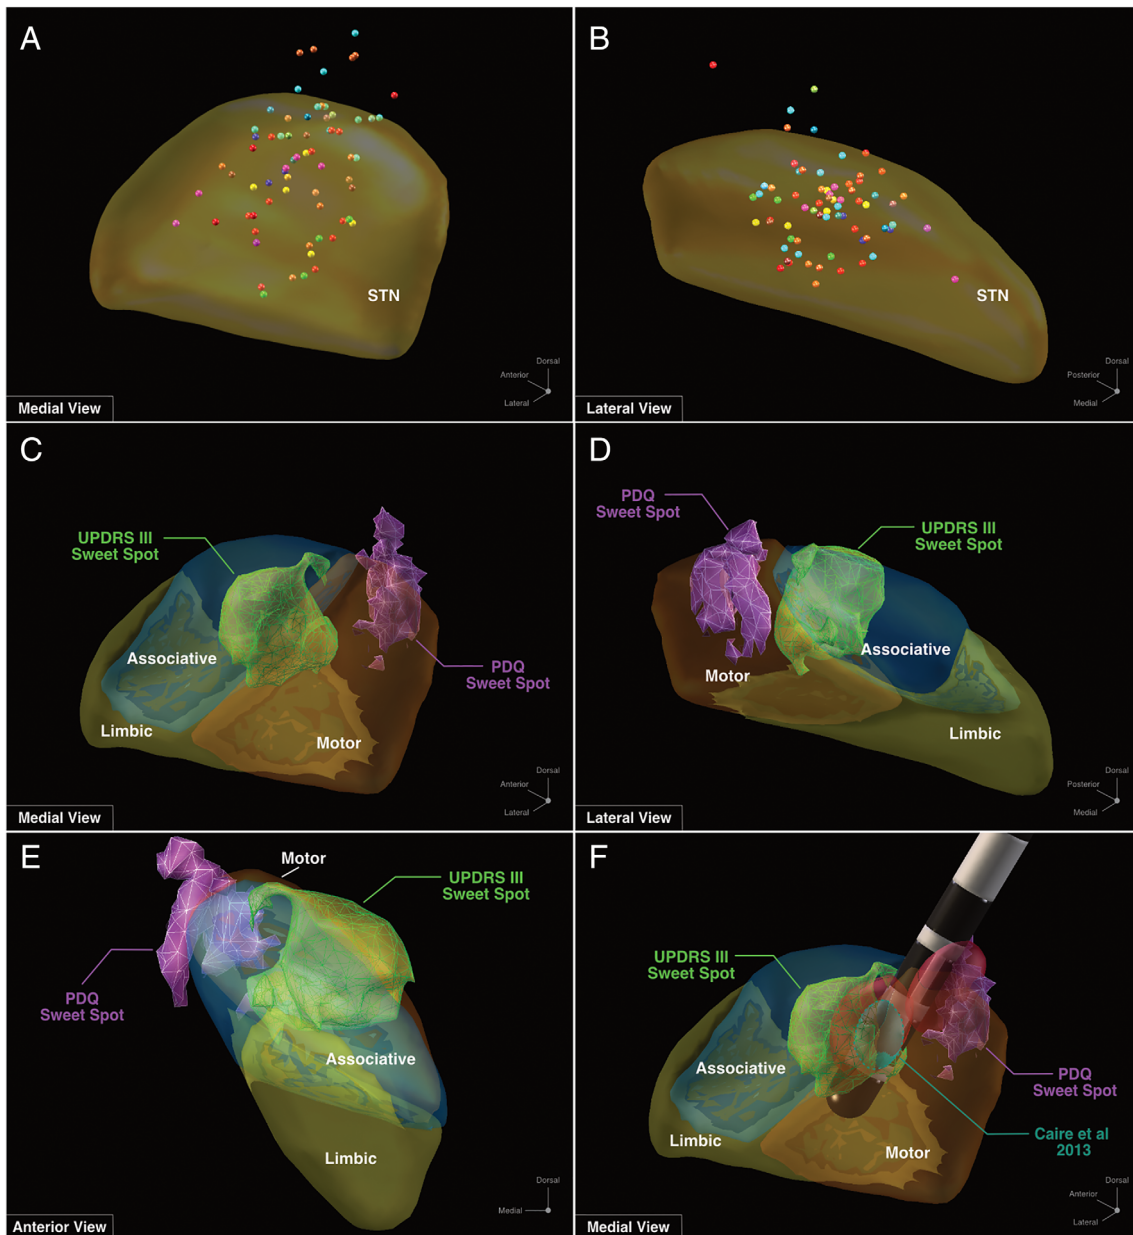 A
STN
Dorsal
Anterior
Lateral
Medial View
B
STN
Dorsal
Posterior
Medial
Lateral View
C
UPDRS III
Sweet Spot
Associative
PDQ
Sweet Spot
Limbic
Motor
Dorsal
Anterior
Lateral
Medial View
D
PDQ
Sweet Spot
UPDRS III
Sweet Spot
Associative
Motor
Limbic
Dorsal
Posterior
Medial
Lateral View
E
Motor
UPDRS III
Sweet Spot
PDQ
Sweet Spot
Associative
Limbic
Dorsal
Medial
Anterior View
F
UPDRS III
Sweet Spot
Associative
PDQ
Sweet Spot
Limbic
Motor
Caire et al
2013
Dorsal
Anterior
Lateral
Medial View